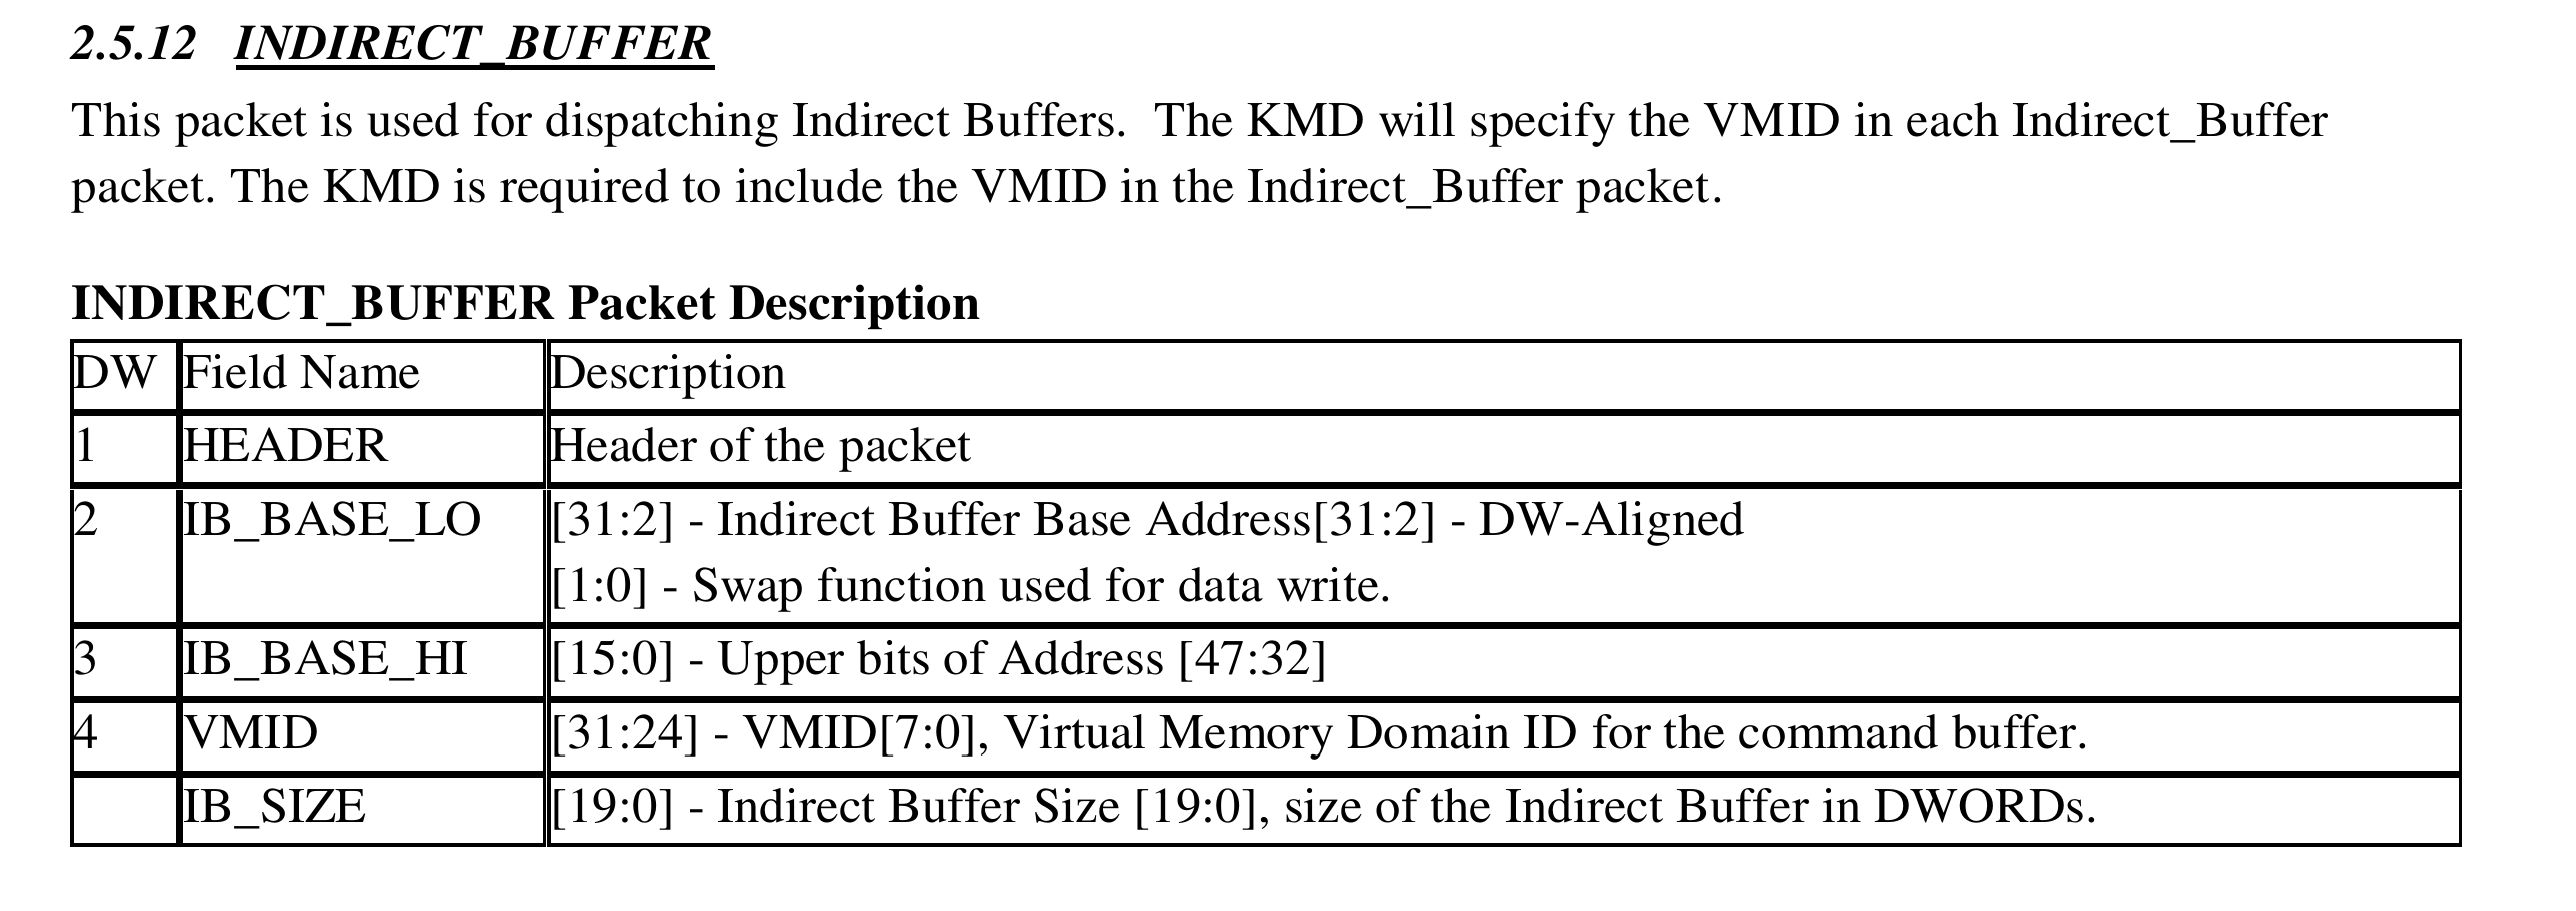 2.5.12 INDIRECT_BUFFER
This packet is used for dispatching Indirect Buffers.  The KMD will specify the VMID in each Indirect_Buffer
packet. The KMD is required to include the VMID in the Indirect_Buffer packet.
INDIRECT_BUFFER Packet Description
DW Field Name Description
1 HEADER Header of the packet
2 IB_BASE_LO [31:2] - Indirect Buffer Base Address[31:2] - DW-Aligned
[1:0] - Swap function used for data write.
3 IB_BASE_HI [15:0] - Upper bits of Address [47:32]
4 VMID [31:24] - VMID[7:0], Virtual Memory Domain ID for the command buffer.
IB_SIZE [19:0] - Indirect Buffer Size [19:0], size of the Indirect Buffer in DWORDs.